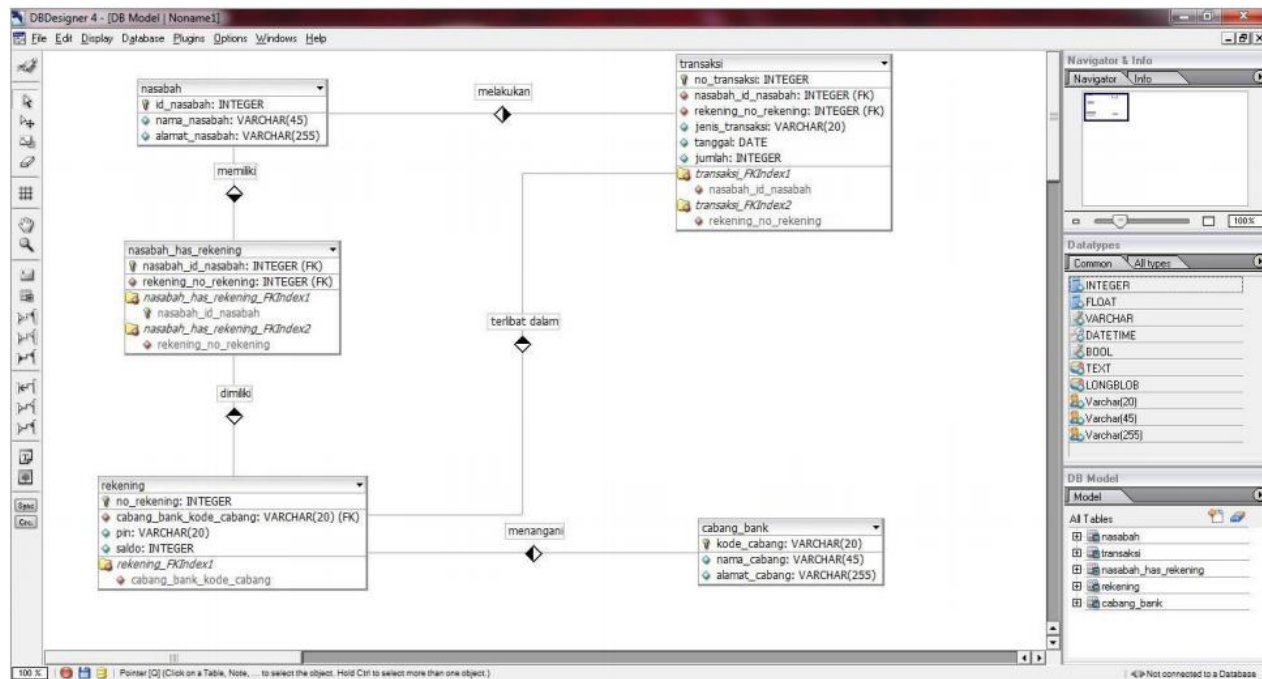 DBDesigner 4 - [DB Model | Noname1]
File Edit Display Database Plugins Options Windows Help
nasabah
id_nasabah: INTEGER
nama_nasabah: VARCHAR(45)
alamat_nasabah: VARCHAR(255)
melakukan
transaksi
no_transaksi: INTEGER
nasabah_id_nasabah: INTEGER (FK)
rekening_no_rekening: INTEGER (FK)
jenis_transaksi: VARCHAR(20)
tanggal: DATE
jumlah: INTEGER
transaksi_FKIndex1
nasabah_id_nasabah
transaksi_FKIndex2
rekening_no_rekening
memiliki
nasabah_has_rekening
nasabah_id_nasabah: INTEGER (FK)
rekening_no_rekening: INTEGER (FK)
nasabah_has_rekening_FKIndex1
nasabah_id_nasabah
nasabah_has_rekening_FKIndex2
rekening_no_rekening
terlibat dalam
dimiliki
rekening
no_rekening: INTEGER
cabang_bank_kode_cabang: VARCHAR(20) (FK)
pin: VARCHAR(20)
saldo: INTEGER
rekening_FKIndex1
cabang_bank_kode_cabang
menangani
cabang_bank
kode_cabang: VARCHAR(20)
nama_cabang: VARCHAR(45)
alamat_cabang: VARCHAR(255)
Navigator & Info
Navigator Info
100%
Datatypes
Common All types
INTEGER
FLOAT
VARCHAR
DATETIME
BOOL
TEXT
LONGBLOB
Varchar(20)
Varchar(45)
Varchar(255)
DB Model
Model
All Tables
nasabah
transaksi
nasabah_has_rekening
rekening
cabang_bank
Sync
100 % Pointer [Q] (Click on a Table, Note, ... to select the object. Hold Ctrl to select more than one object.) Not connected to a Database